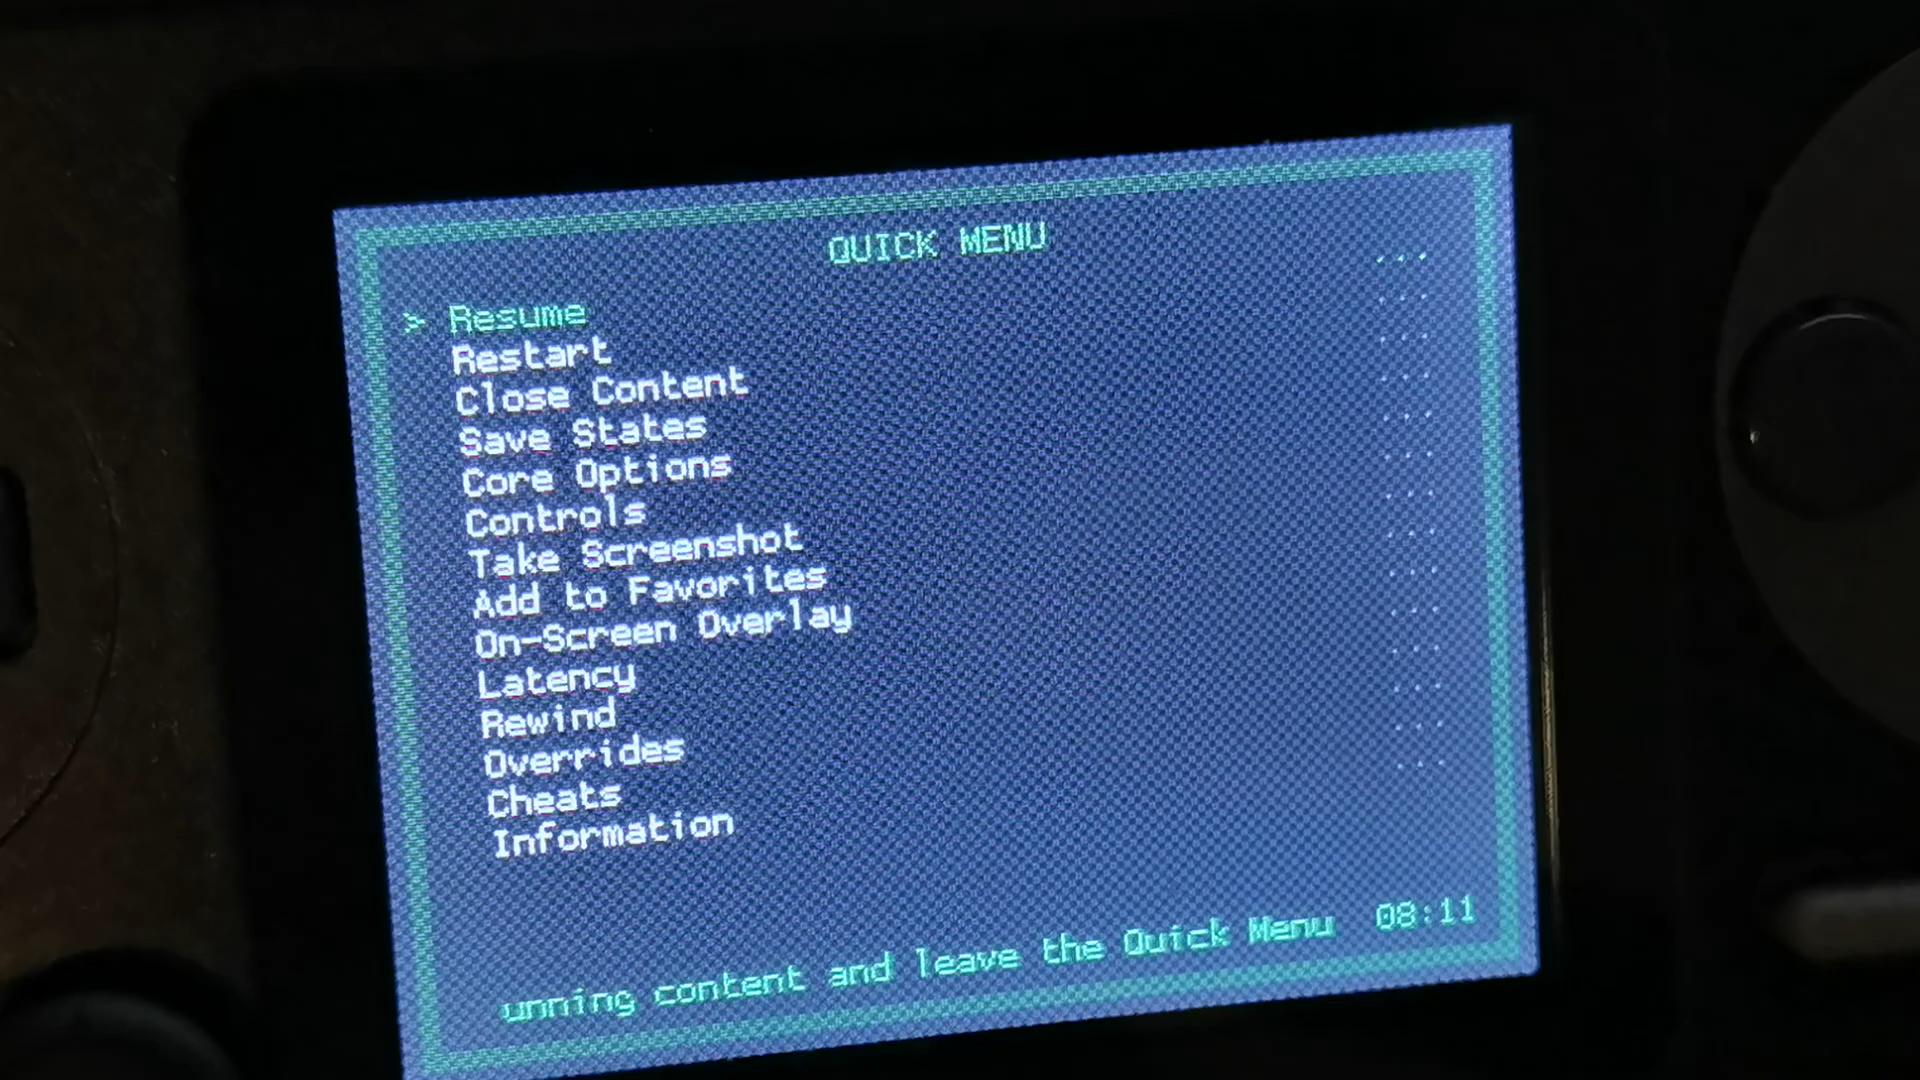 QUICK MENU
> Resume ...
Restart ...
Close Content ...
Save States ...
Core Options ...
Controls ...
Take Screenshot ...
Add to Favorites ...
On-Screen Overlay ...
Latency ...
Rewind ...
Overrides ...
Cheats ...
Information ...
unning content and leave the Quick Menu 08:11